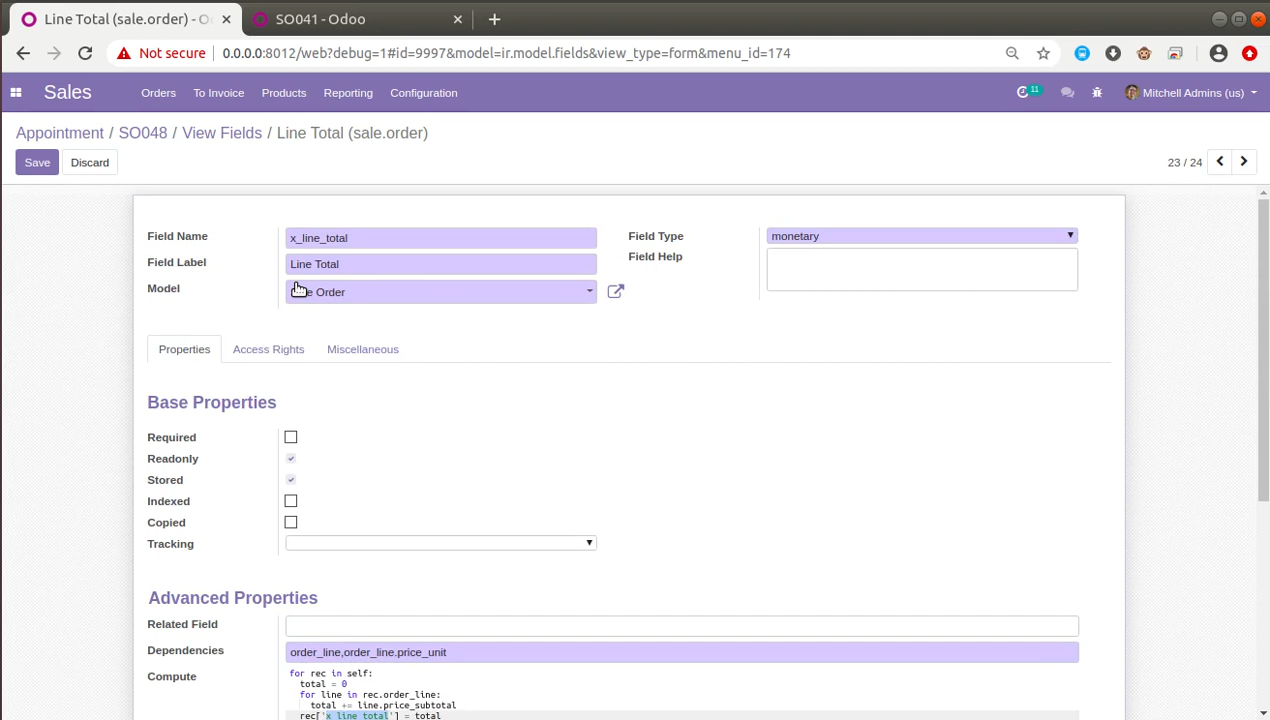 Line Total (sale.order) - O
SO041 - Odoo
Not secure 0.0.0.0:8012/web?debug=1#id=9997&model=ir.model.fields&view_type=form&menu_id=174
Sales Orders To Invoice Products Reporting Configuration 11 Mitchell Admins (us)
Appointment / SO048 / View Fields / Line Total (sale.order)
Save Discard 23 / 24
Field Name x_line_total Field Type monetary
Field Label Line Total Field Help
Model Order
Properties Access Rights Miscellaneous
Base Properties
Required
Readonly
Stored
Indexed
Copied
Tracking
Advanced Properties
Related Field
Dependencies order_line,order_line.price_unit
Compute for rec in self:
total = 0
for line in rec.order_line:
total += line.price_subtotal
rec['x_line_total'] = total